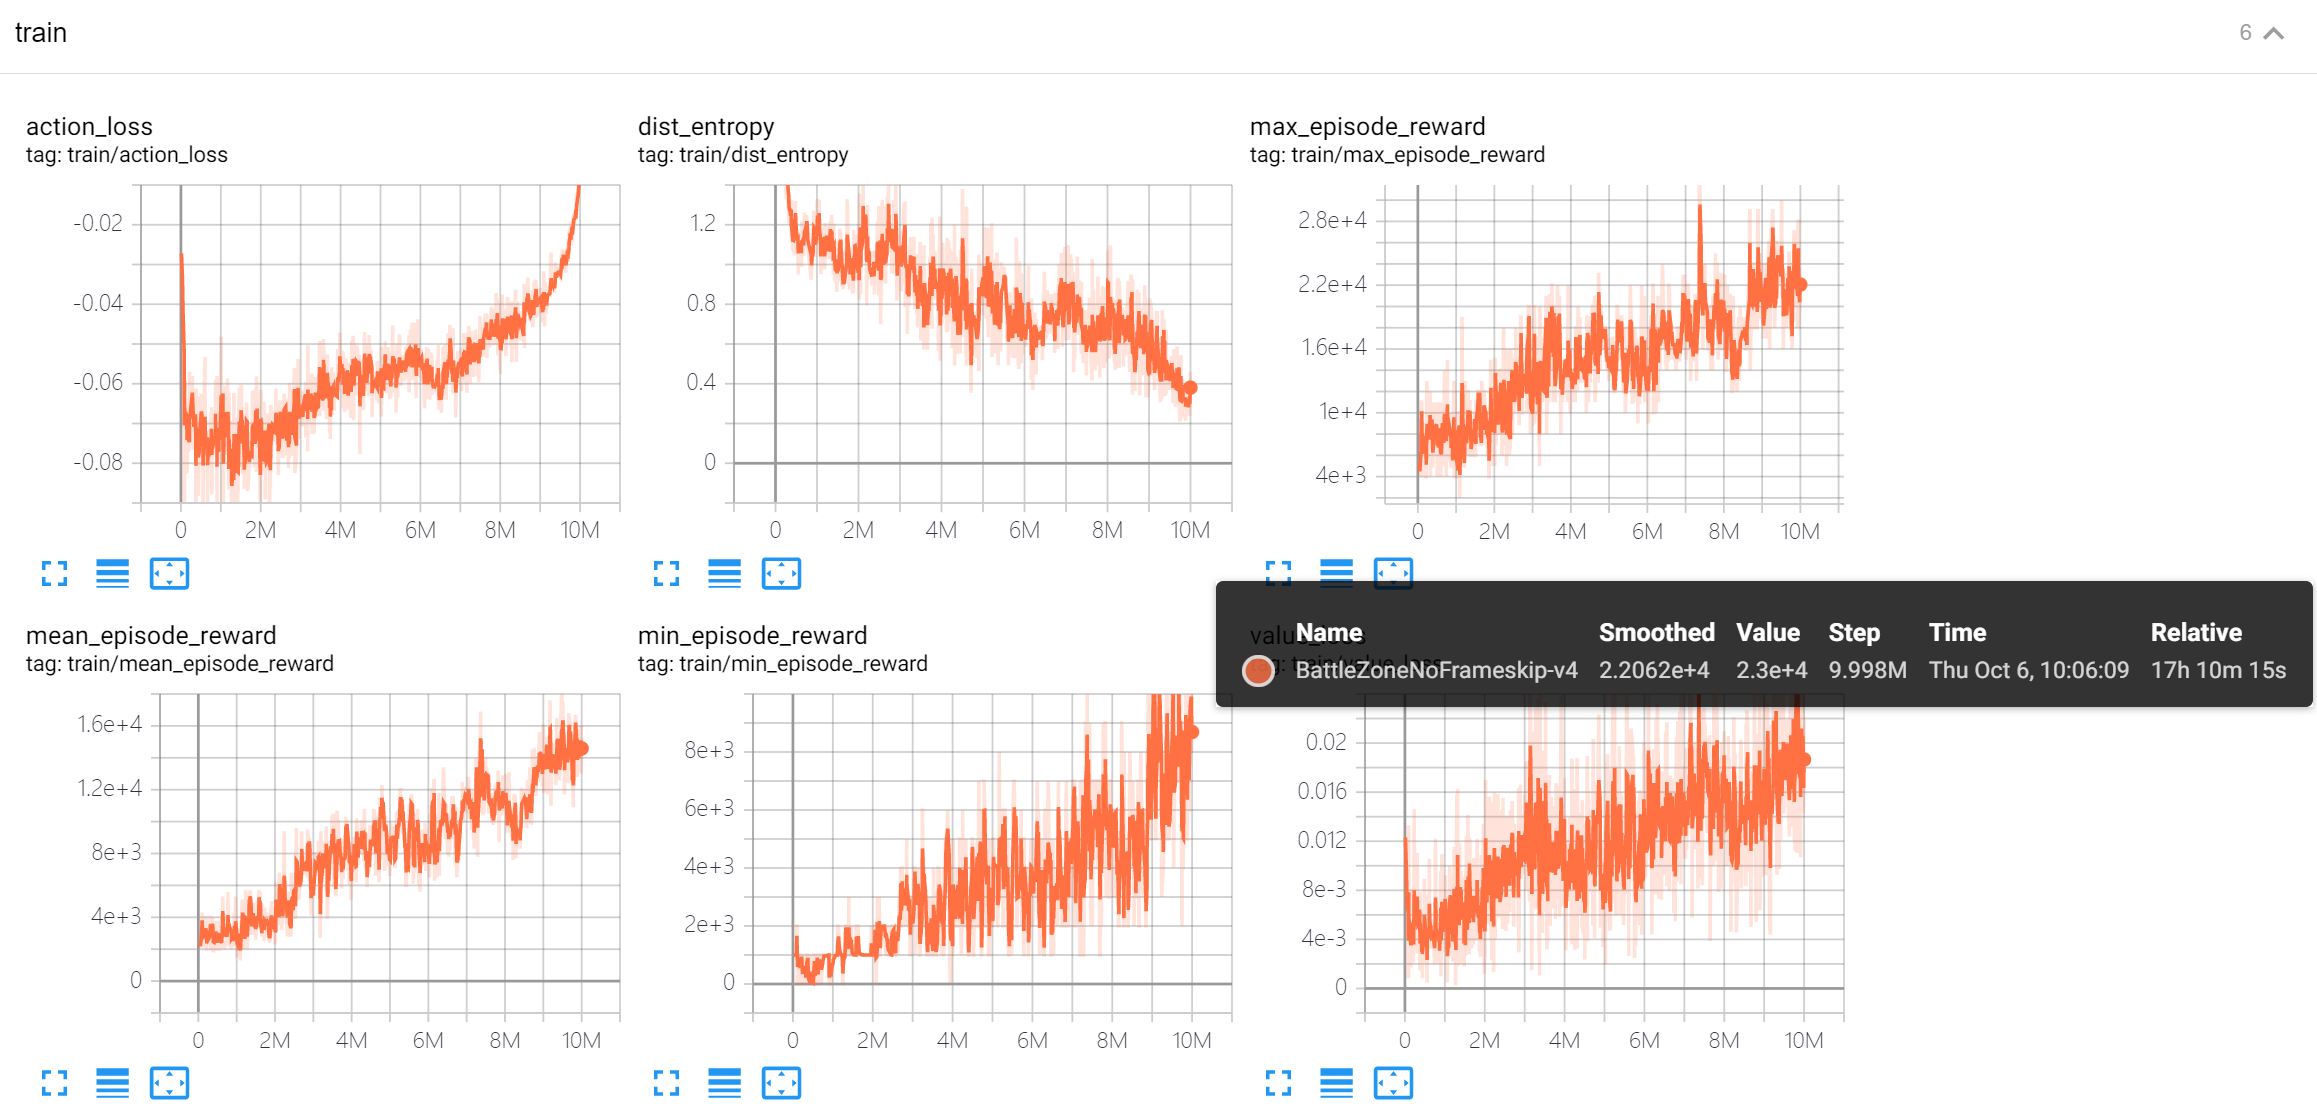 train
6
action_loss
tag: train/action_loss
-0.02
-0.04
-0.06
-0.08
0 2M 4M 6M 8M 10M
dist_entropy
tag: train/dist_entropy
1.2
0.8
0.4
0
0 2M 4M 6M 8M 10M
max_episode_reward
tag: train/max_episode_reward
2.8e+4
2.2e+4
1.6e+4
1e+4
4e+3
0 2M 4M 6M 8M 10M
mean_episode_reward
tag: train/mean_episode_reward
1.6e+4
1.2e+4
8e+3
4e+3
0
0 2M 4M 6M 8M 10M
min_episode_reward
tag: train/min_episode_reward
8e+3
6e+3
4e+3
2e+3
0
0 2M 4M 6M 8M 10M
value_loss
tag: train/value_loss
Name Smoothed Value Step Time Relative
BattleZoneNoFrameskip-v4 2.2062e+4 2.3e+4 9.998M Thu Oct 6, 10:06:09 17h 10m 15s
0.02
0.016
0.012
8e-3
4e-3
0
0 2M 4M 6M 8M 10M